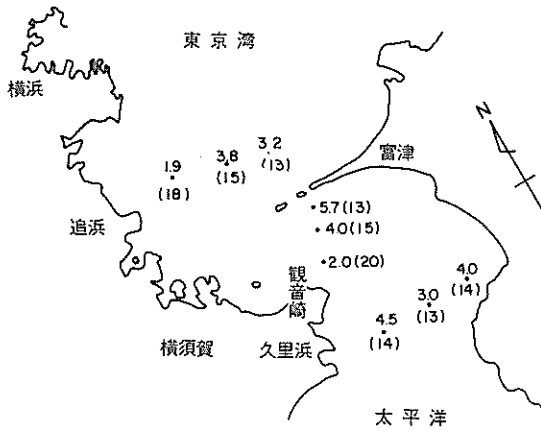 東京湾
横浜
N
3.2
(13)
3.8
(15)
1.9
(18)
富津
5.7(13)
4.0(15)
追浜
2.0(20)
観音崎
4.0
(14)
3.0
(13)
4.5
(14)
横須賀
久里浜
太平洋